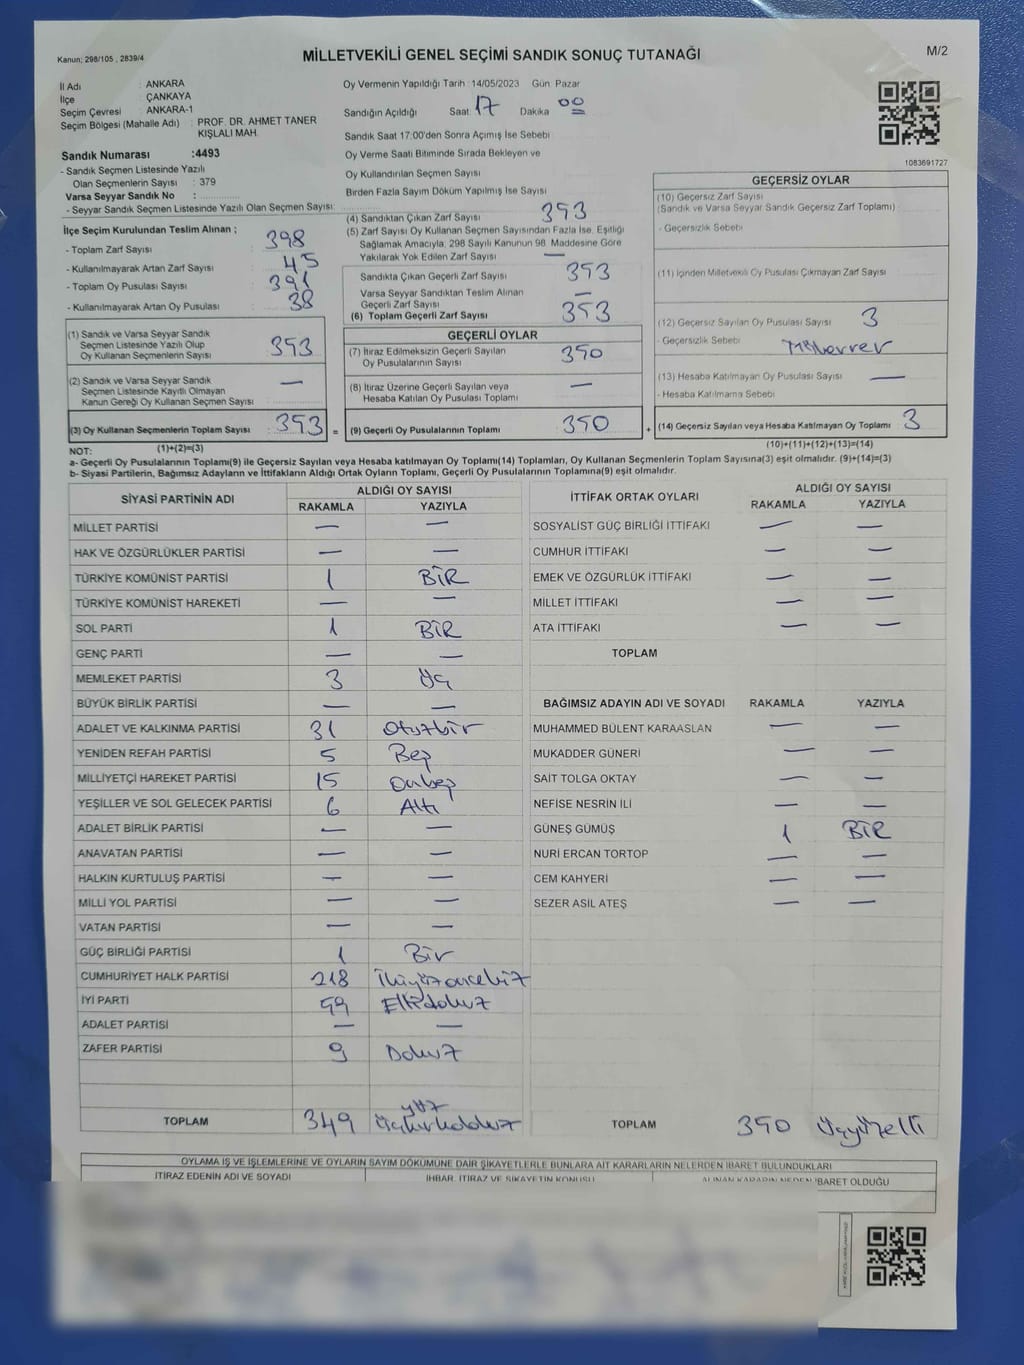 Kanun; 298/105 , 2839/4
MİLLETVEKİLİ GENEL SEÇİMİ SANDIK SONUÇ TUTANAĞI
M/2
İl Adı : ANKARA
İlçe : ÇANKAYA
Seçim Çevresi : ANKARA-1
Seçim Bölgesi (Mahalle Adı) : PROF. DR. AHMET TANER KIŞLALI MAH.
Sandık Numarası :4493
- Sandık Seçmen Listesinde Yazılı
Olan Seçmenlerin Sayısı : 379
Varsa Seyyar Sandık No :
- Seyyar Sandık Seçmen Listesinde Yazılı Olan Seçmen Sayısı:
Oy Vermenin Yapıldığı Tarih 14/05/2023 Gün Pazar
Sandığın Açıldığı Saat 17 Dakika 00
Sandık Saat 17:00'den Sonra Açılmış İse Sebebi
Oy Verme Saati Bitiminde Sırada Bekleyen ve
Oy Kullandırılan Seçmen Sayısı
Birden Fazla Sayım Döküm Yapılmış İse Sayısı
1083691727
İlçe Seçim Kurulundan Teslim Alınan ;
- Toplam Zarf Sayısı 398
- Kullanılmayarak Artan Zarf Sayısı 45
- Toplam Oy Pusulası Sayısı 391
- Kullanılmayarak Artan Oy Pusulası 38
(1) Sandık ve Varsa Seyyar Sandık
Seçmen Listesinde Yazılı Olup
Oy Kullanan Seçmenlerin Sayısı : 353
(2) Sandık ve Varsa Seyyar Sandık
Seçmen Listesinde Kayıtlı Olmayan
Kanun Gereği Oy Kullanan Seçmen Sayısı : —
(3) Oy Kullanan Seçmenlerin Toplam Sayısı : 353 =
(4) Sandıktan Çıkan Zarf Sayısı 353
(5) Zarf Sayısı Oy Kullanan Seçmen Sayısından Fazla İse, Eşitliği
Sağlamak Amacıyla; 298 Sayılı Kanunun 98. Maddesine Göre
Yakılarak Yok Edilen Zarf Sayısı —
Sandıkta Çıkan Geçerli Zarf Sayısı 353
Varsa Seyyar Sandıktan Teslim Alınan
Geçerli Zarf Sayısı —
(6) Toplam Geçerli Zarf Sayısı 353
GEÇERLİ OYLAR
(7) İtiraz Edilmeksizin Geçerli Sayılan
Oy Pusulalarının Sayısı 350
(8) İtiraz Üzerine Geçerli Sayılan veya
Hesaba Katılan Oy Pusulası Toplamı —
(9) Geçerli Oy Pusulalarının Toplamı 350 +
GEÇERSİZ OYLAR
(10) Geçersiz Zarf Sayısı
(Sandık ve Varsa Seyyar Sandık Geçersiz Zarf Toplamı) :
- Geçersizlik Sebebi
(11) İçinden Milletvekili Oy Pusulası Çıkmayan Zarf Sayısı
(12) Geçersiz Sayılan Oy Pusulası Sayısı 3
- Geçersizlik Sebebi
(13) Hesaba Katılmayan Oy Pusulası Sayısı —
- Hesaba Katılmama Sebebi
(14) Geçersiz Sayılan veya Hesaba Katılmayan Oy Toplamı : 3
NOT: (1)+(2)=(3)
(10)+(11)+(12)+(13)=(14)
a- Geçerli Oy Pusulalarının Toplamı(9) ile Geçersiz Sayılan veya Hesaba katılmayan Oy Toplamı(14) Toplamları, Oy Kullanan Seçmenlerin Toplam Sayısına(3) eşit olmalıdır. (9)+(14)=(3)
b- Siyasi Partilerin, Bağımsız Adayların ve İttifakların Aldığı Ortak Oyların Toplamı, Geçerli Oy Pusulalarının Toplamına(9) eşit olmalıdır.
SİYASİ PARTİNİN ADI
ALDIĞI OY SAYISI
RAKAMLA YAZIYLA
MİLLET PARTİSİ — —
HAK VE ÖZGÜRLÜKLER PARTİSİ — —
TÜRKİYE KOMÜNİST PARTİSİ 1 BİR
TÜRKİYE KOMÜNİST HAREKETİ — —
SOL PARTİ 1 BİR
GENÇ PARTİ — —
MEMLEKET PARTİSİ 3 Üç
BÜYÜK BİRLİK PARTİSİ — —
ADALET VE KALKINMA PARTİSİ 31 Otuzbir
YENİDEN REFAH PARTİSİ 5 Beş
MİLLİYETÇİ HAREKET PARTİSİ 15 Onbeş
YEŞİLLER VE SOL GELECEK PARTİSİ 6 Altı
ADALET BİRLİK PARTİSİ — —
ANAVATAN PARTİSİ — —
HALKIN KURTULUŞ PARTİSİ — —
MİLLİ YOL PARTİSİ — —
VATAN PARTİSİ — —
GÜÇ BİRLİĞİ PARTİSİ 1 Bir
CUMHURİYET HALK PARTİSİ 218 İkiyüzonsekiz
İYİ PARTİ 59 Ellidokuz
ADALET PARTİSİ — —
ZAFER PARTİSİ 9 Dokuz
TOPLAM 349 Üçyüzkırkdokuz
İTTİFAK ORTAK OYLARI
ALDIĞI OY SAYISI
RAKAMLA YAZIYLA
SOSYALİST GÜÇ BİRLİĞİ İTTİFAKI — —
CUMHUR İTTİFAKI — —
EMEK VE ÖZGÜRLÜK İTTİFAKI — —
MİLLET İTTİFAKI — —
ATA İTTİFAKI — —
TOPLAM
BAĞIMSIZ ADAYIN ADI VE SOYADI RAKAMLA YAZIYLA
MUHAMMED BÜLENT KARAASLAN — —
MUKADDER GÜNERİ — —
SAİT TOLGA OKTAY — —
NEFİSE NESRİN İLİ — —
GÜNEŞ GÜMÜŞ 1 BİR
NURİ ERCAN TORTOP — —
CEM KAHYERİ — —
SEZER ASIL ATEŞ — —
TOPLAM 350 Üçyüzelli
OYLAMA İŞ VE İŞLEMLERİNE VE OYLARIN SAYIM DÖKÜMÜNE DAİR ŞİKAYETLERLE BUNLARA AİT KARARLARIN NELERDEN İBARET BULUNDUKLARI
İTİRAZ EDENİN ADI VE SOYADI
İHBAR, İTİRAZ VE ŞİKAYETİN KONUSU
ALINAN KARARIN NEDEN İBARET OLDUĞU